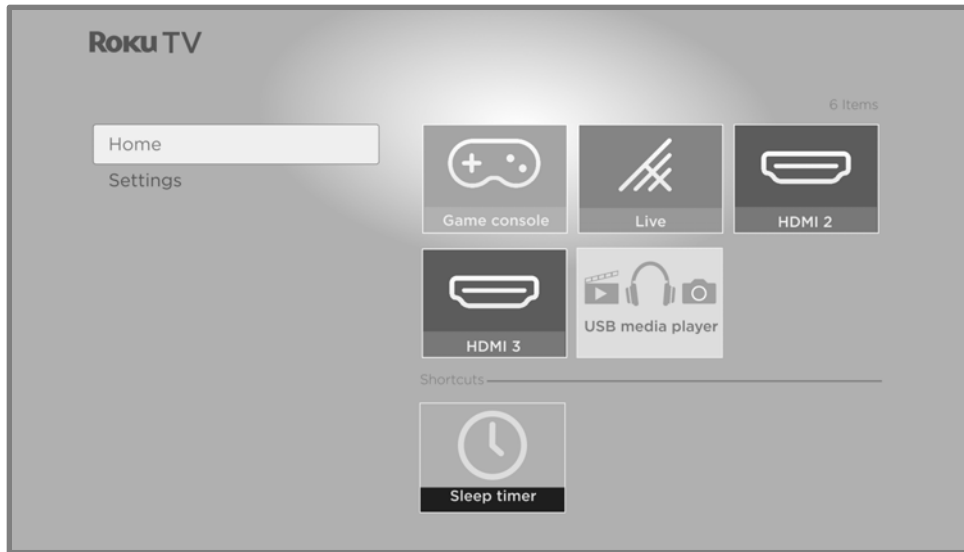 Roku TV
6 Items
Home
Settings
Game console
Live
HDMI 2
HDMI 3
USB media player
Shortcuts
Sleep timer